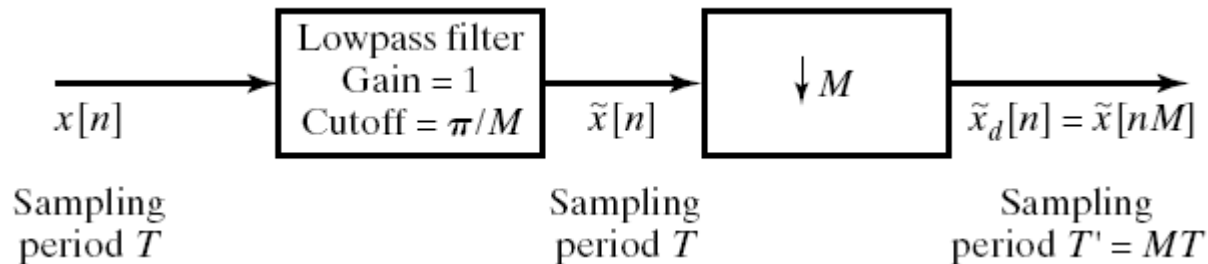 Lowpass filter
Gain = 1
Cutoff = π/M
↓ M
x[n]
x̃[n]
x̃_d[n] = x̃[nM]
Sampling
period T
Sampling
period T
Sampling
period T' = MT